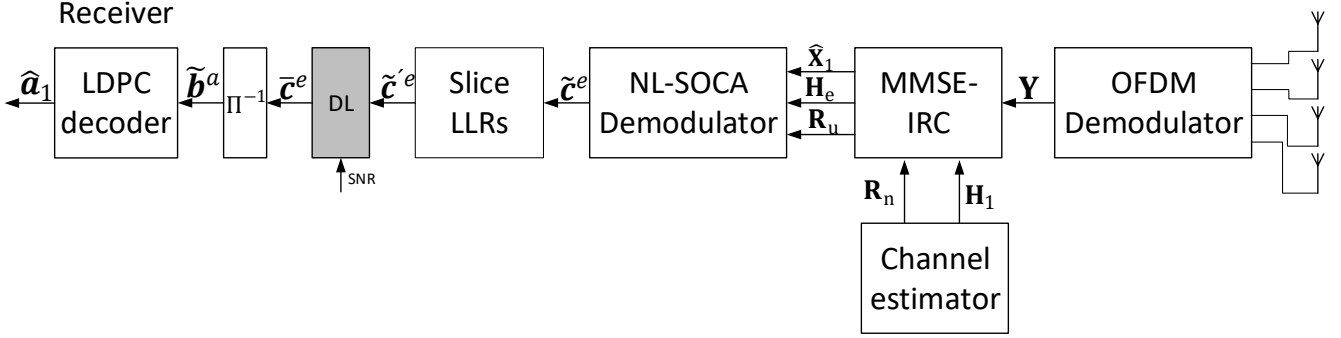 Receiver
â₁
LDPC
decoder
b̃ᵃ
Π⁻¹
c̄ᵉ
DL
SNR
c̃′ᵉ
Slice
LLRs
c̃ᵉ
NL-SOCA
Demodulator
X̂₁
Hₑ
Rᵤ
MMSE-
IRC
Y
OFDM
Demodulator
Rₙ
H₁
Channel
estimator